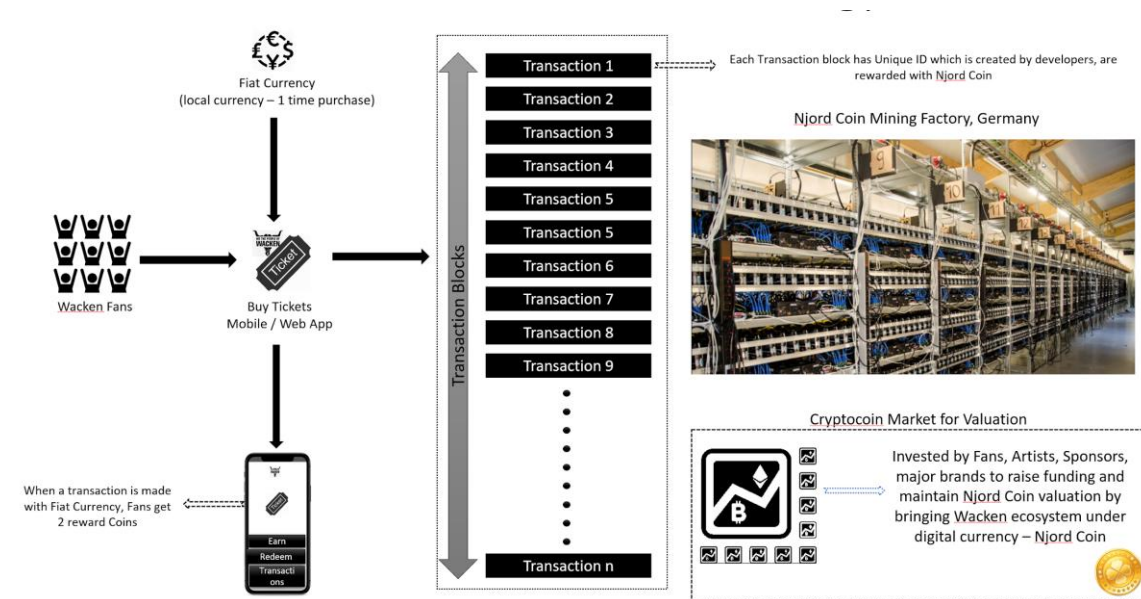 Fiat Currency
(local currency – 1 time purchase)
Wacken Fans
WACKEN
Ticket
Buy Tickets
Mobile / Web App
When a transaction is made
with Fiat Currency, Fans get
2 reward Coins
Earn
Redeem
Transacti
ons
Transaction Blocks
Transaction 1
Transaction 2
Transaction 3
Transaction 4
Transaction 5
Transaction 5
Transaction 6
Transaction 7
Transaction 8
Transaction 9
Transaction n
Each Transaction block has Unique ID which is created by developers, are
rewarded with Njord Coin
Njord Coin Mining Factory, Germany
9
10
11
Cryptocoin Market for Valuation
Invested by Fans, Artists, Sponsors,
major brands to raise funding and
maintain Njord Coin valuation by
bringing Wacken ecosystem under
digital currency – Njord Coin